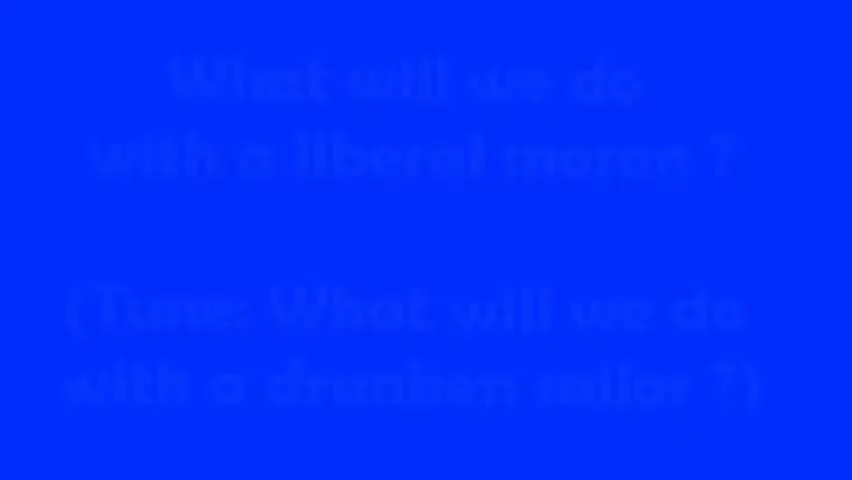 What will we do
with a liberal moron ?
(Tune: What will we do
with a drunken sailor ?)